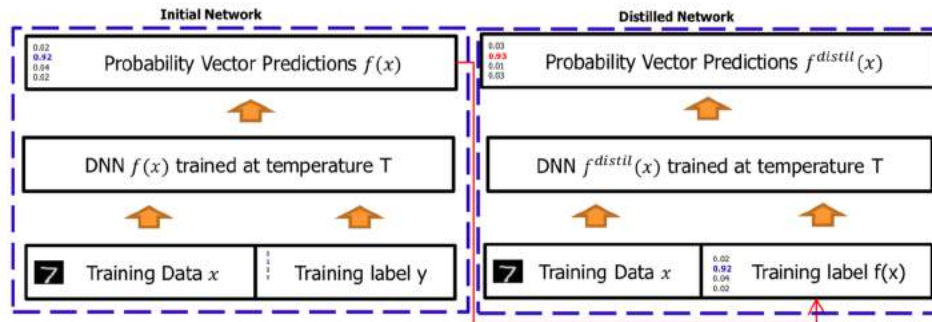 Initial Network
0.02
0.92
0.04
0.02
Probability Vector Predictions f(x)
DNN f(x) trained at temperature T
7 Training Data x
Training label y
Distilled Network
0.03
0.93
0.01
0.03
Probability Vector Predictions f^distil(x)
DNN f^distil(x) trained at temperature T
7 Training Data x
0.02
0.92
0.04
0.02
Training label f(x)